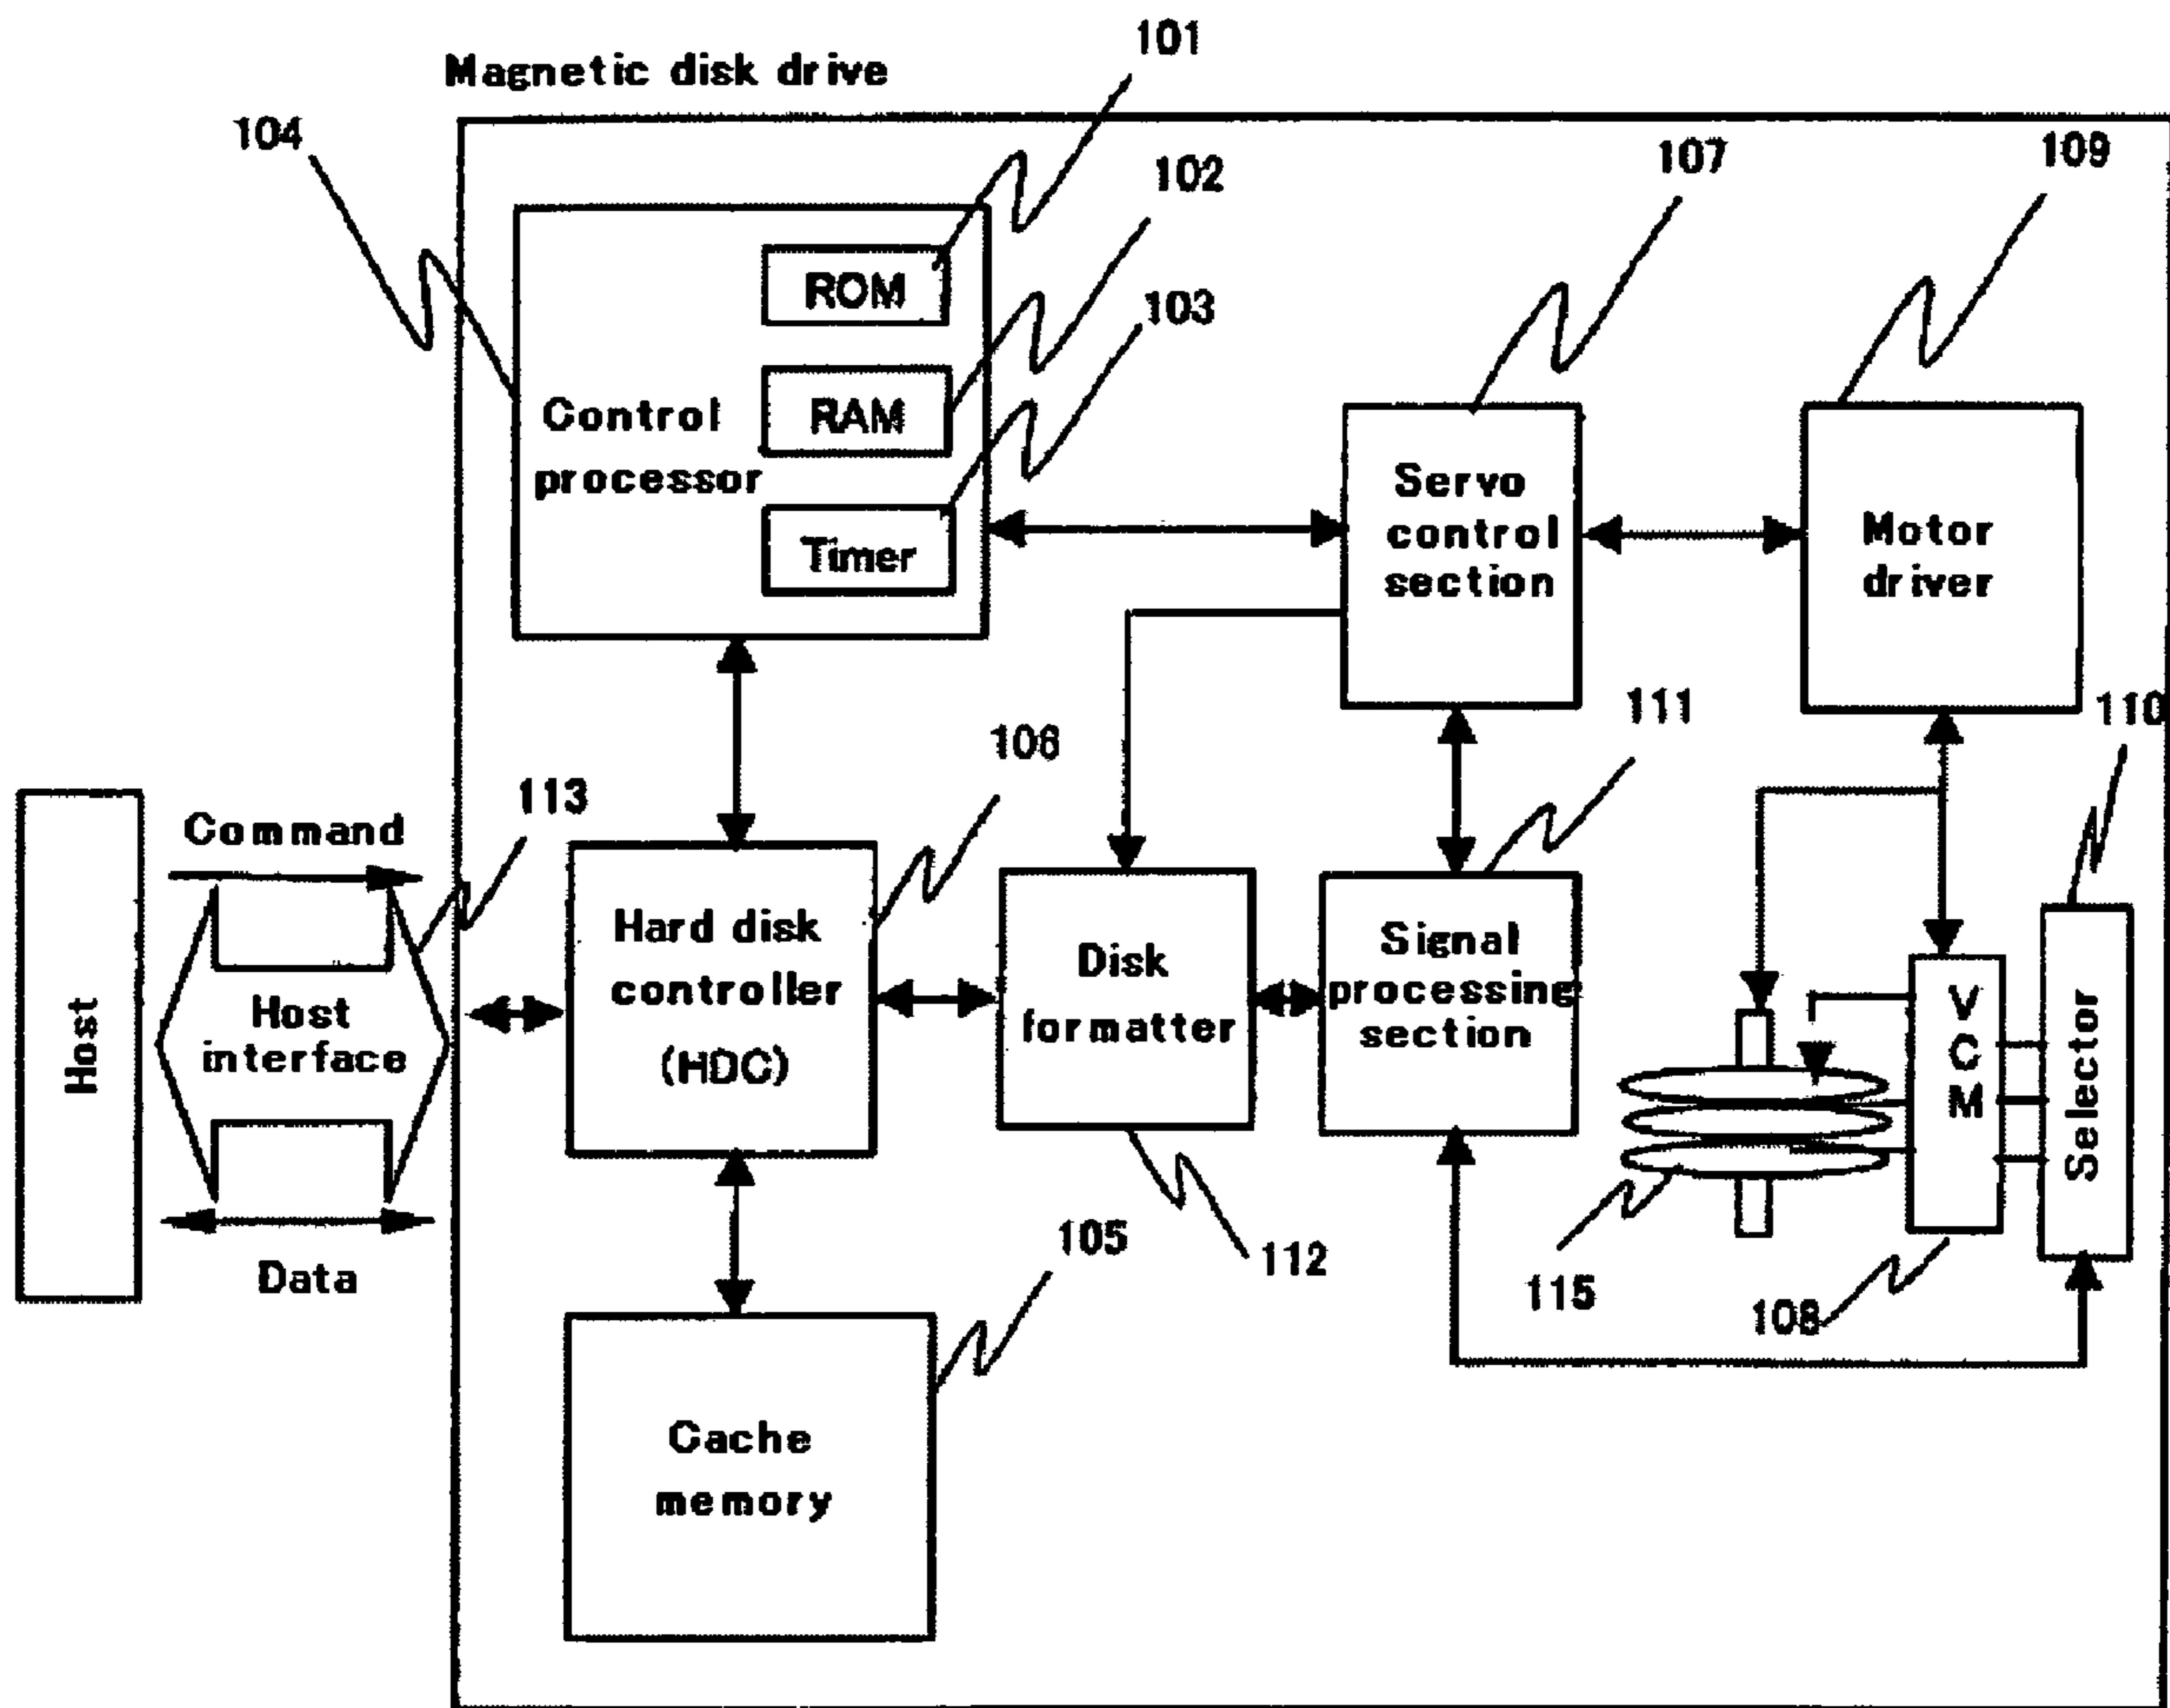 101
Magnetic disk drive
104
107
109
102
ROM
103
Control
processor
RAM
Timer
Servo
control
section
Motor
driver
111
110
106
113
Command
Host
Host
interface
Hard disk
controller
(HDC)
Disk
formatter
Signal
processing
section
V
C
M
Selector
Data
105
112
115
108
Cache
memory